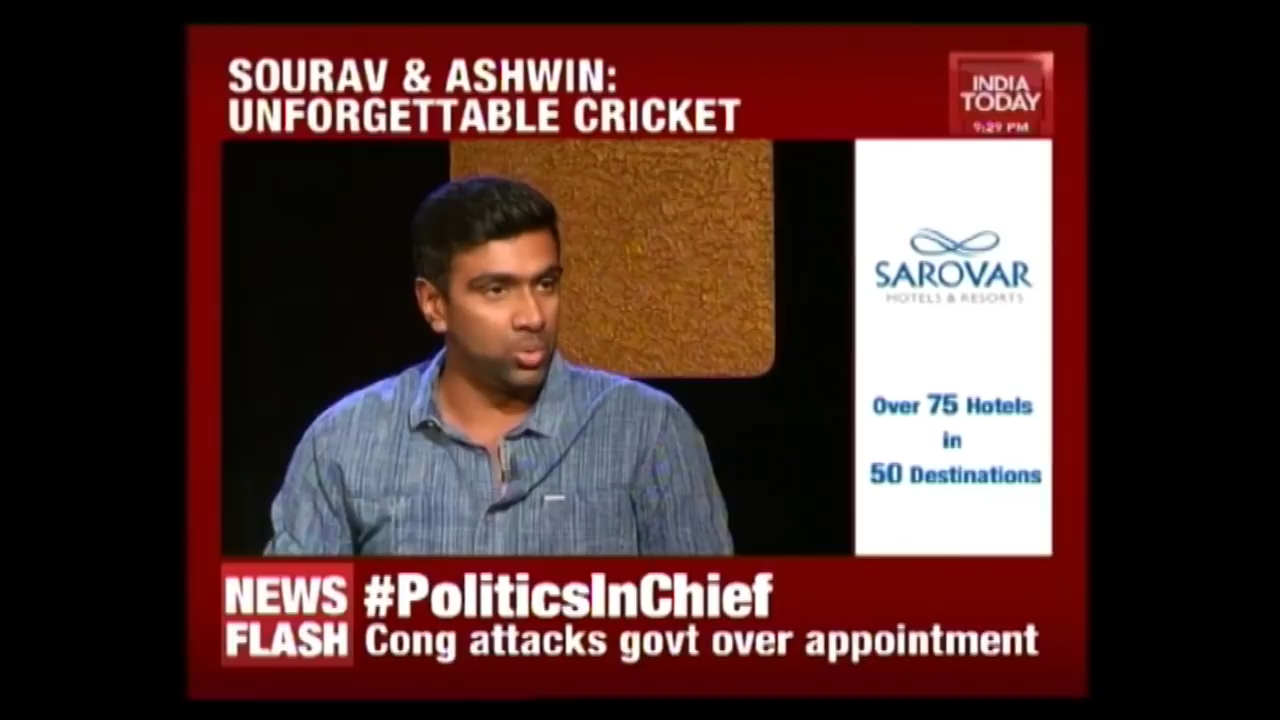 SOURAV & ASHWIN:
UNFORGETTABLE CRICKET
INDIA
TODAY
9:29 PM
SAROVAR
HOTELS & RESORTS
Over 75 Hotels
in
50 Destinations
NEWS
FLASH
#PoliticsInChief
Cong attacks govt over appointment